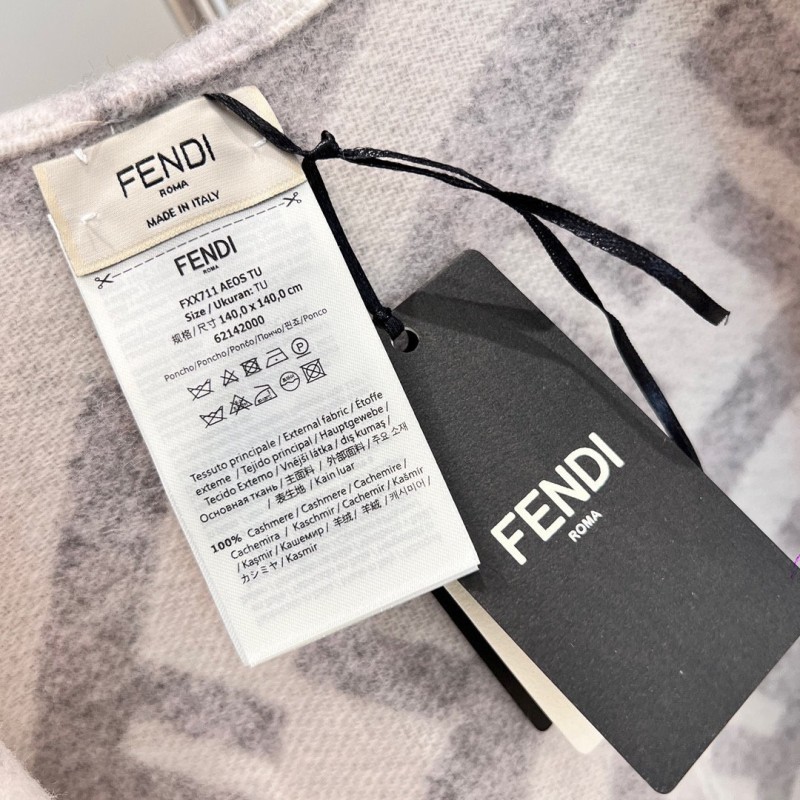 FENDI
ROMA
MADE IN ITALY
FENDI
ROMA
FXX711 AEOS TU
Size / Ukuran: TU
规格 / 尺寸 140,0 x 140,0 cm
62142000
Poncho/Poncho/Pončo/Пончо/판쵸/Panço
Tessuto principale / External fabric / Étoffe
externe / Tejido principal / Hauptgewebe /
Tecido Externo / Vnější látka / dış kumaş /
Основная ткань / 主面料 / 外部面料 / 주요 소재
/ 表生地 / Kain luar
100% Cashmere / Cashmere / Cachemire /
Cachemira / Kaschmir / Cachemir / Kašmír
/ Kaşmir / Кашемир / 羊绒 / 羊絨 / 캐시미어 /
カシミヤ / Kasmir
FENDI
ROMA